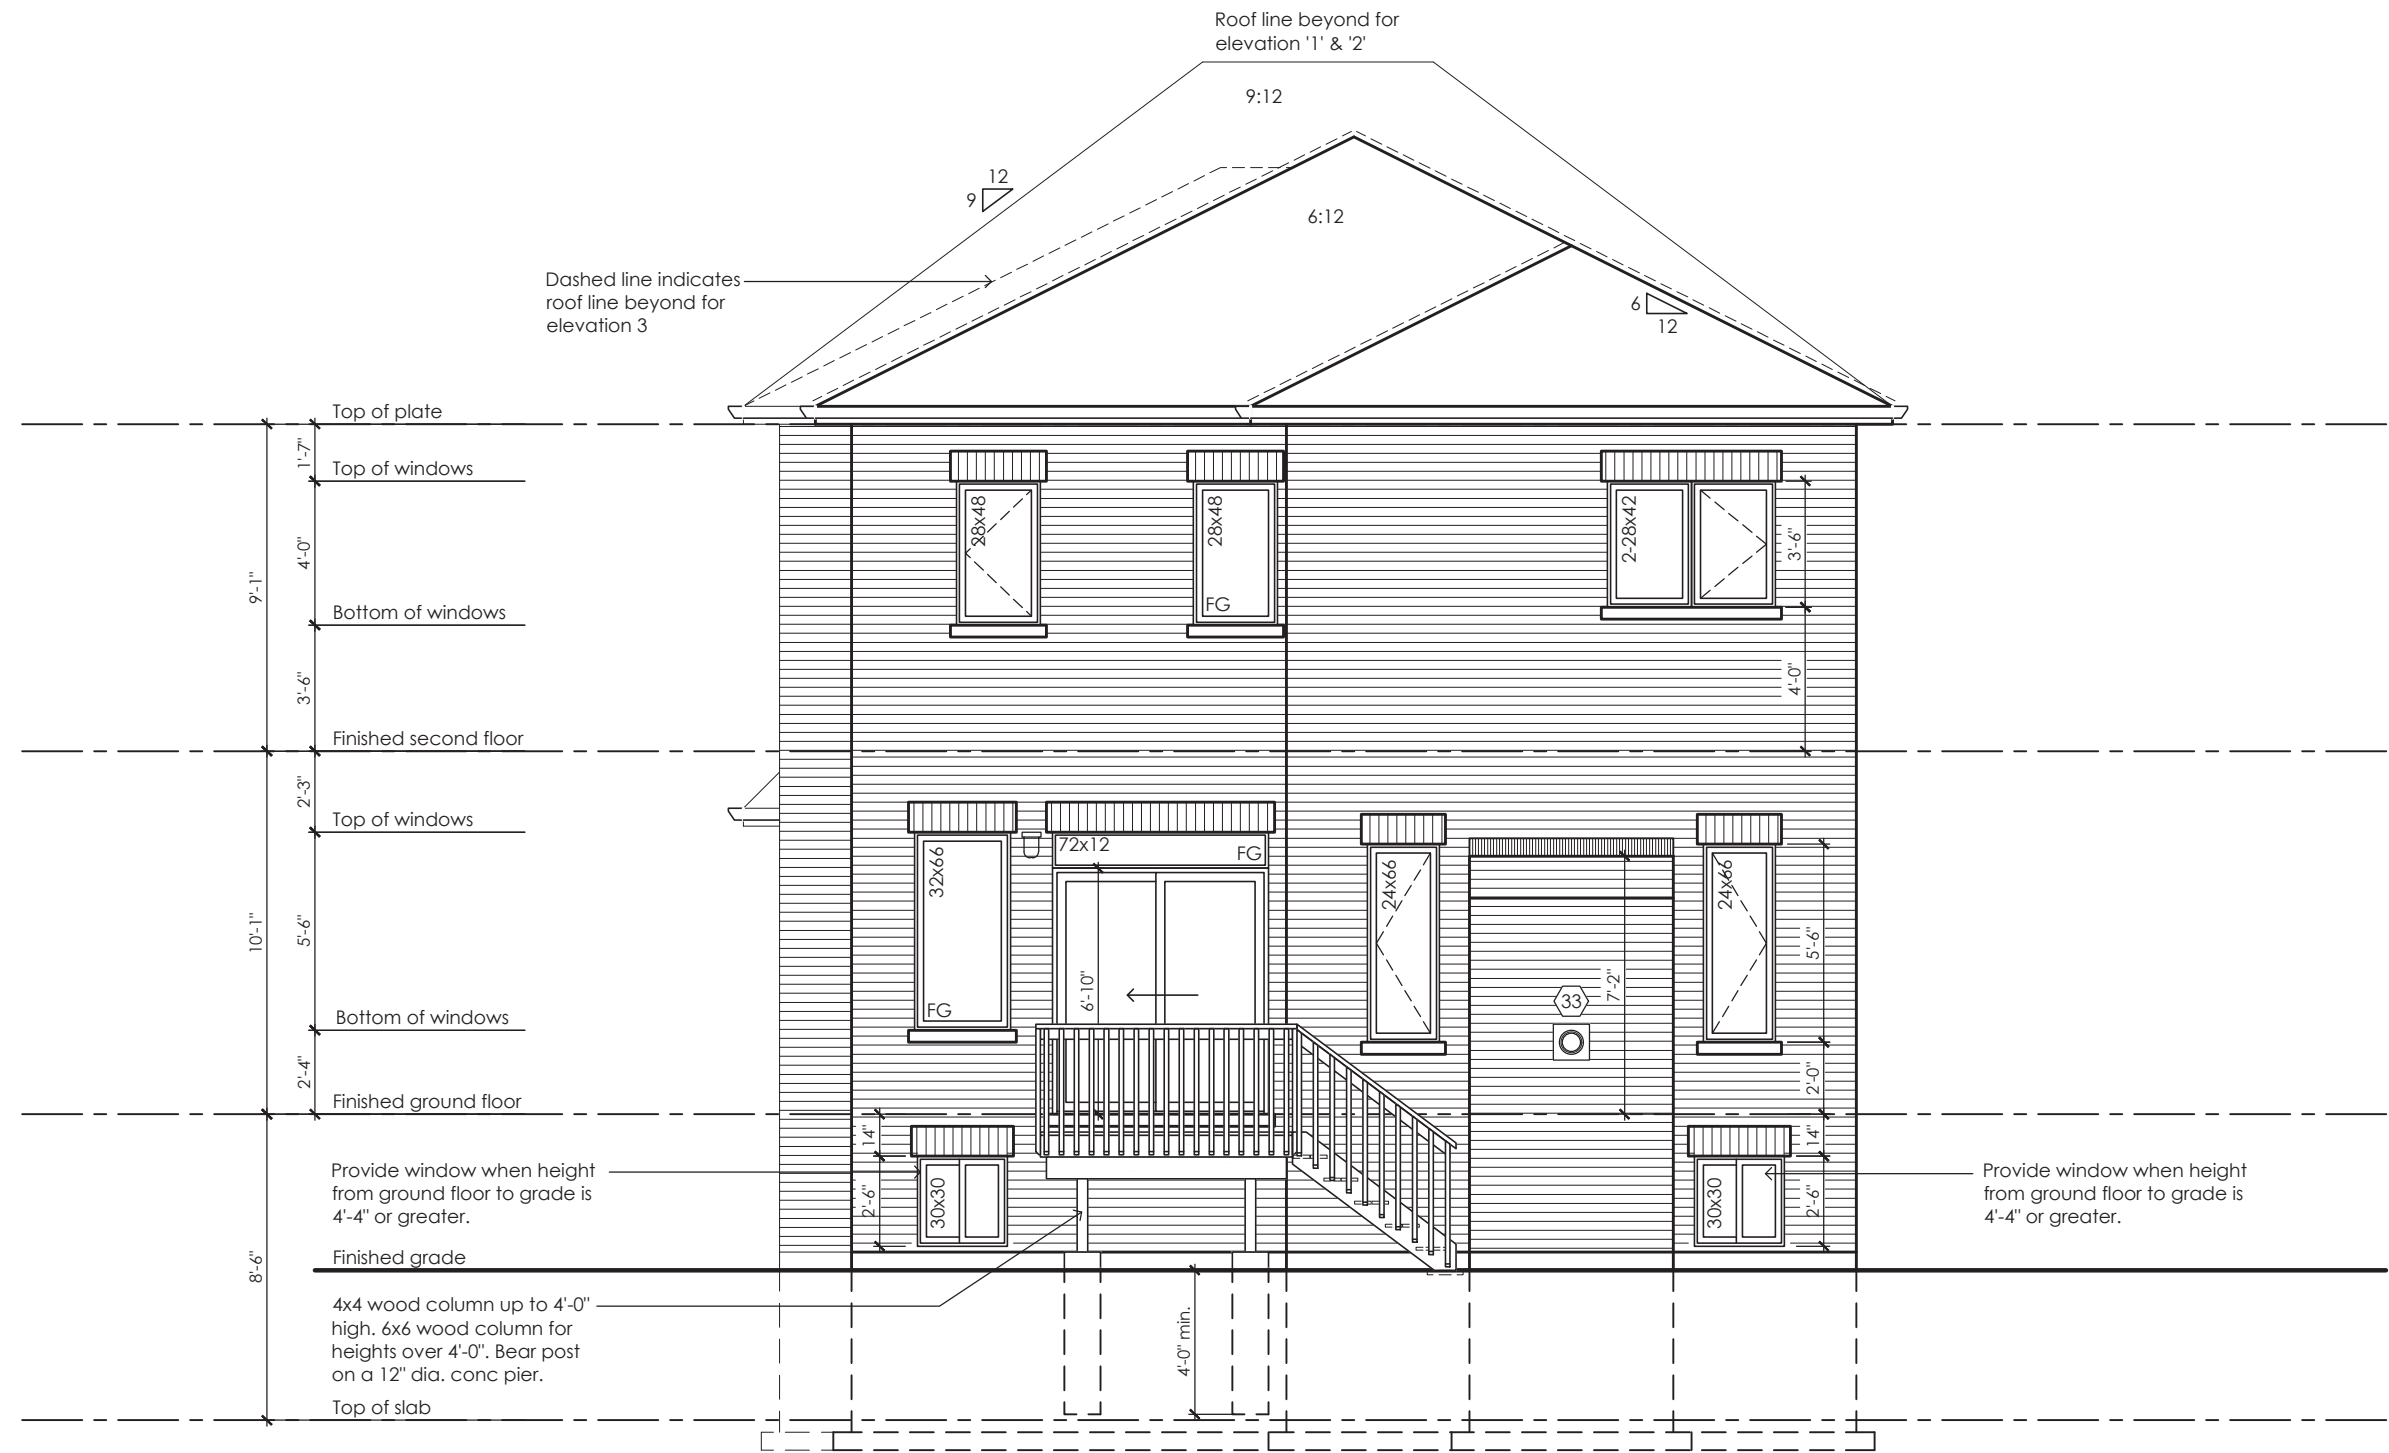 Roof line beyond for
elevation '1' & '2'
9:12
12
9
6:12
Dashed line indicates
roof line beyond for
elevation 3
6
12
Top of plate
1'-7"
Top of windows
28x48
28x48
2-28x42
4'-0"
3'-6"
9'-1"
FG
Bottom of windows
3'-6"
4'-0"
Finished second floor
2'-3"
Top of windows
72x12
FG
32x66
24x66
24x66
10'-1"
5'-6"
5'-6"
6'-10"
7'-2"
33
FG
Bottom of windows
2'-4"
2'-0"
Finished ground floor
14"
14"
Provide window when height
from ground floor to grade is
4'-4" or greater.
2'-6"
30x30
30x30
2'-6"
Provide window when height
from ground floor to grade is
4'-4" or greater.
Finished grade
8'-6"
4x4 wood column up to 4'-0"
high. 6x6 wood column for
heights over 4'-0". Bear post
on a 12" dia. conc pier.
4'-0" min.
Top of slab